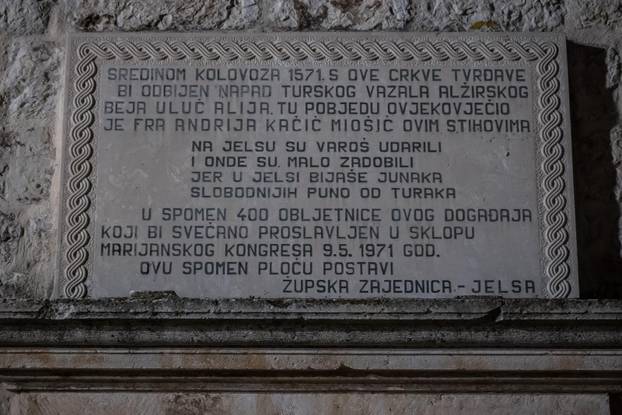 SREDINOM KOLOVOZA 1571. S OVE CRKVE TVRĐAVE
BI ODBIJEN NAPAD TURSKOG VAZALA ALŽIRSKOG
BEJA ULUČ ALIJA. TU POBJEDU OVJEKOVJEČIO
JE FRA ANDRIJA KAČIĆ MIOŠIĆ OVIM STIHOVIMA
NA JELSU SU VAROŠ UDARILI
I ONDE SU MALO ZADOBILI
JER U JELSI BIJAŠE JUNAKA
SLOBODNIJIH PUNO OD TURAKA
U SPOMEN 400 OBLJETNICE OVOG DOGAĐAJA
KOJI BI SVEČANO PROSLAVLJEN U SKLOPU
MARIJANSKOG KONGRESA 9.5. 1971 GOD.
OVU SPOMEN PLOČU POSTAVI
ŽUPSKA ZAJEDNICA - JELSA